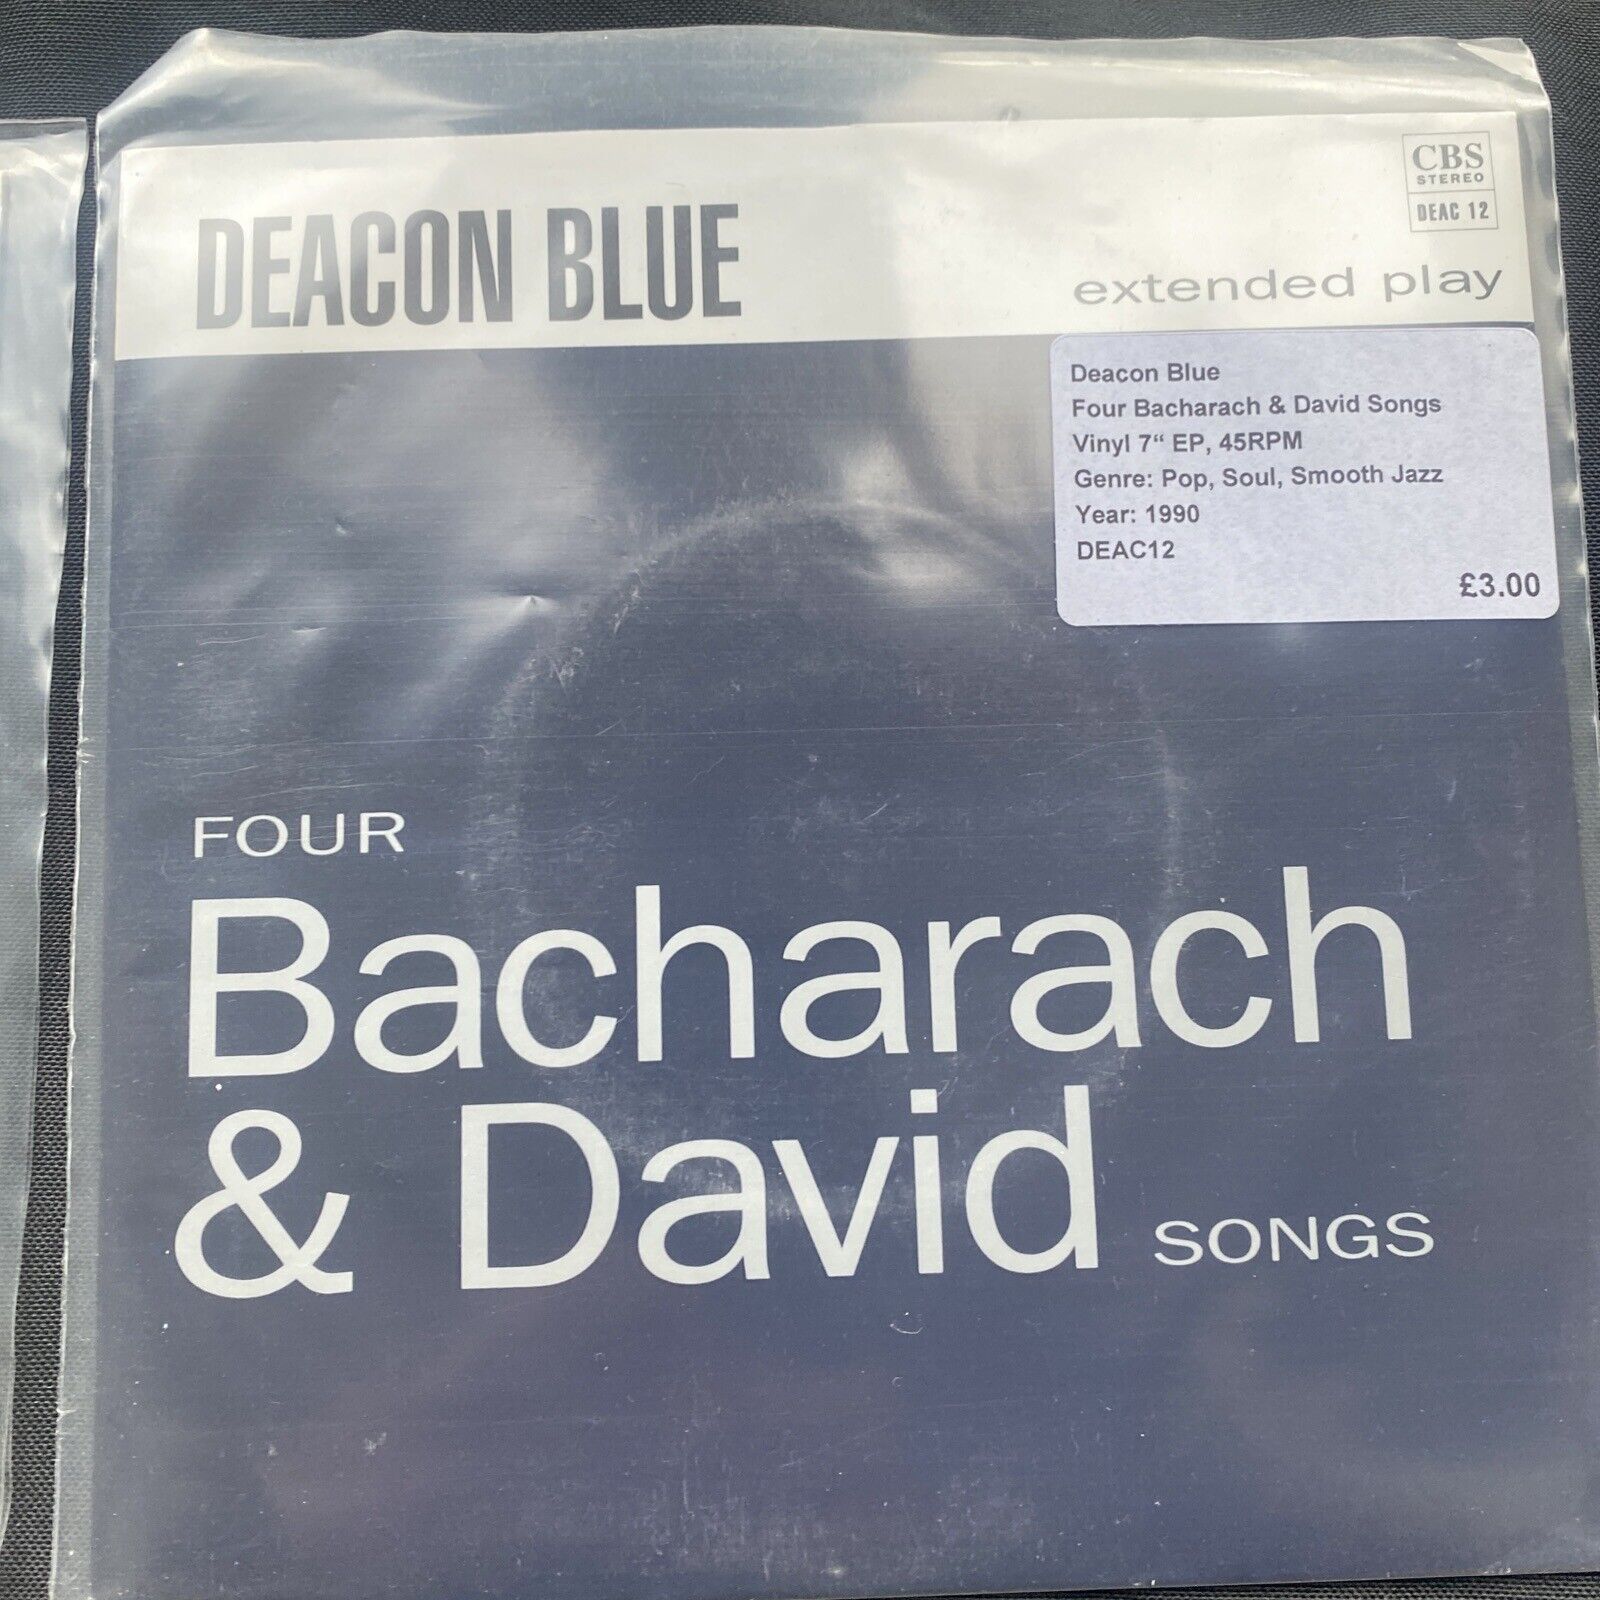 CBS
STEREO
DEAC 12
DEACON BLUE
extended play
Deacon Blue
Four Bacharach & David Songs
Vinyl 7“ EP, 45RPM
Genre: Pop, Soul, Smooth Jazz
Year: 1990
DEAC12
£3.00
FOUR
Bacharach
& David SONGS